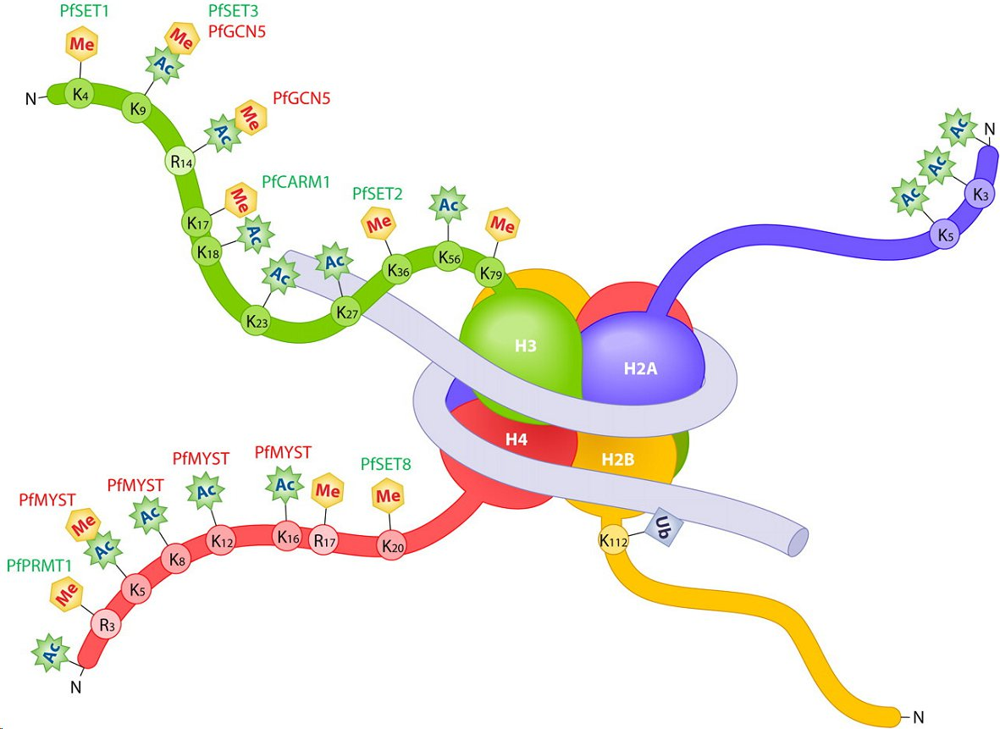 PfSET1
PfSET3
PfGCN5
Me
Me
Ac
N
K4
K9
PfGCN5
Ac
Me
R14
PfCARM1
Me
K17
Ac
K18
Ac
K23
Ac
K27
PfSET2
Me
K36
Ac
K56
Me
K79
Ac
N
Ac
Ac
K3
K5
H3
H2A
H4
H2B
PfMYST
PfMYST
PfMYST
PfMYST
PfSET8
Me
Ac
Ac
Ac
Ac
Me
Me
PfPRMT1
Me
Ac
N
R3
K5
K8
K12
K16
R17
K20
K112
Ub
N